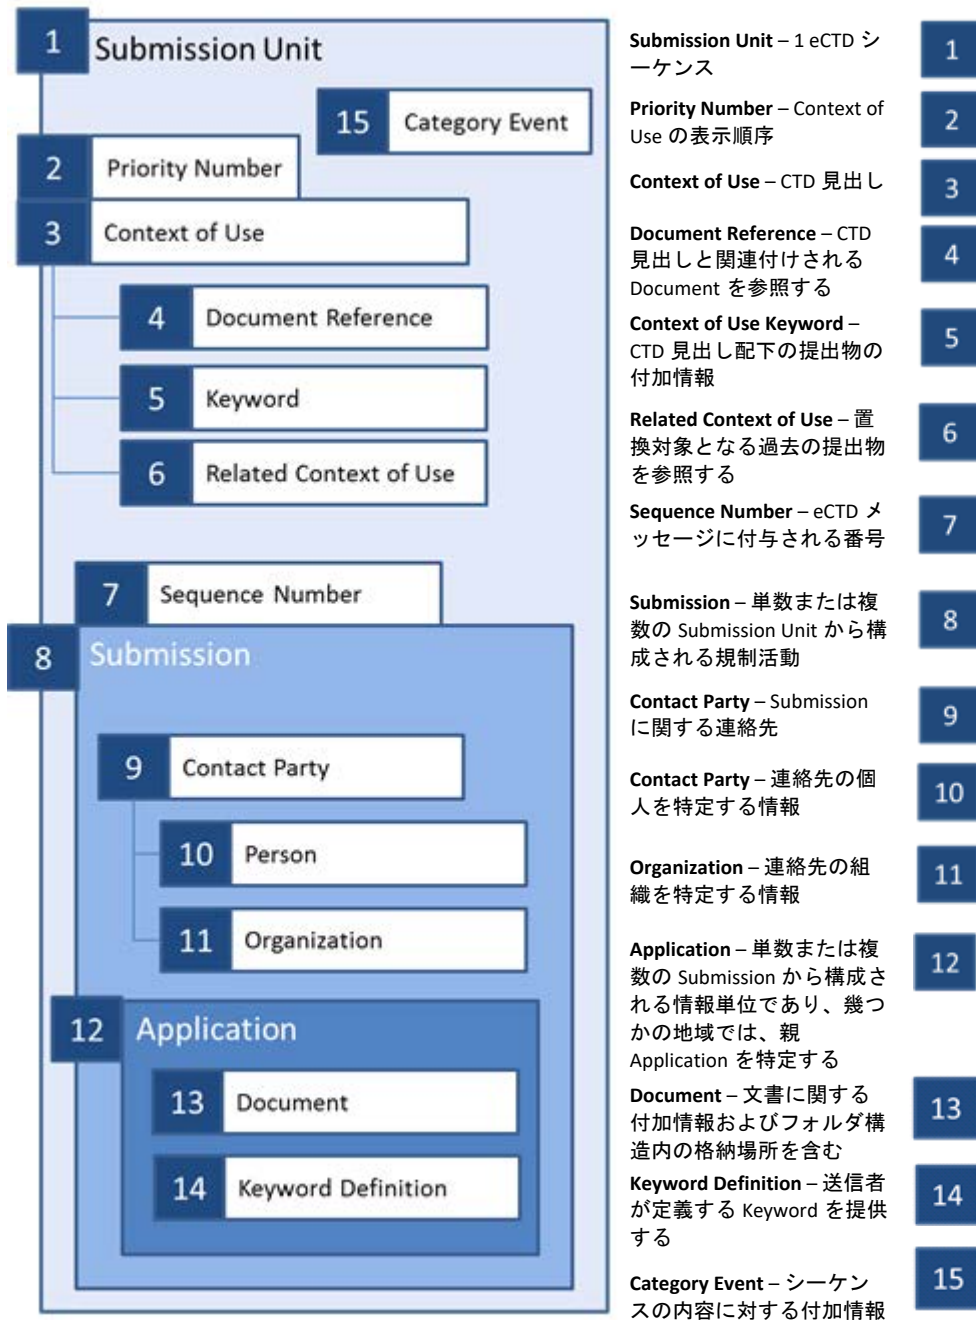 1
Submission Unit
15
Category Event
2
Priority Number
3
Context of Use
4
Document Reference
5
Keyword
6
Related Context of Use
7
Sequence Number
8
Submission
9
Contact Party
10
Person
11
Organization
12
Application
13
Document
14
Keyword Definition
Submission Unit – 1 eCTD シ
ーケンス
1
Priority Number – Context of
Use の表示順序
2
Context of Use – CTD 見出し
3
Document Reference – CTD
見出しと関連付けされる
Document を参照する
4
Context of Use Keyword –
CTD 見出し配下の提出物の
付加情報
5
Related Context of Use – 置
換対象となる過去の提出物
を参照する
6
Sequence Number – eCTD メ
ッセージに付与される番号
7
Submission – 単数または複
数の Submission Unit から構
成される規制活動
8
Contact Party – Submission
に関する連絡先
9
Contact Party – 連絡先の個
人を特定する情報
10
Organization – 連絡先の組
織を特定する情報
11
Application – 単数または複
数の Submission から構成さ
れる情報単位であり、幾つ
かの地域では、親
Application を特定する
12
Document – 文書に関する
付加情報およびフォルダ構
造内の格納場所を含む
13
Keyword Definition – 送信者
が定義する Keyword を提供
する
14
Category Event – シーケン
スの内容に対する付加情報
15